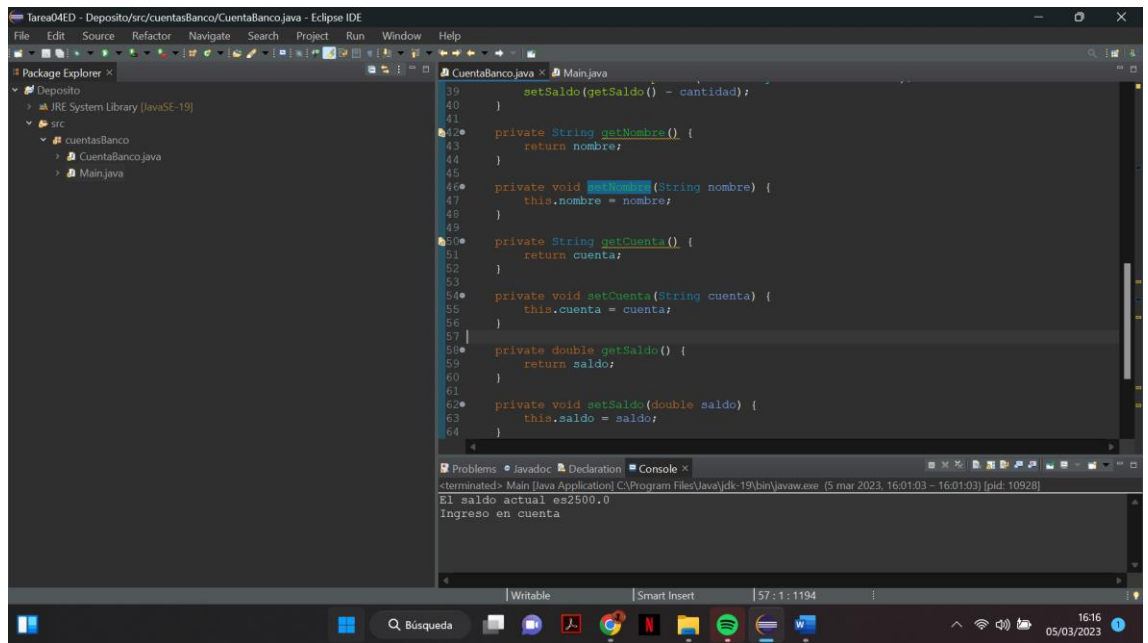 Tarea04ED - Deposito/src/cuentasBanco/CuentaBanco.java - Eclipse IDE
File Edit Source Refactor Navigate Search Project Run Window Help
Package Explorer ×
Deposito
JRE System Library [JavaSE-19]
src
cuentasBanco
CuentaBanco.java
Main.java
CuentaBanco.java × Main.java
39 setSaldo(getSaldo() - cantidad);
40 }
41
42 private String getNombre() {
43 return nombre;
44 }
45
46 private void setNombre(String nombre) {
47 this.nombre = nombre;
48 }
49
50 private String getCuenta() {
51 return cuenta;
52 }
53
54 private void setCuenta(String cuenta) {
55 this.cuenta = cuenta;
56 }
57
58 private double getSaldo() {
59 return saldo;
60 }
61
62 private void setSaldo(double saldo) {
63 this.saldo = saldo;
64 }
Problems Javadoc Declaration Console ×
<terminated> Main [Java Application] C:\Program Files\Java\jdk-19\bin\javaw.exe (5 mar 2023, 16:01:03 – 16:01:03) [pid: 10928]
El saldo actual es2500.0
Ingreso en cuenta
Writable Smart Insert 57 : 1 : 1194
Búsqueda
16:16
05/03/2023
1